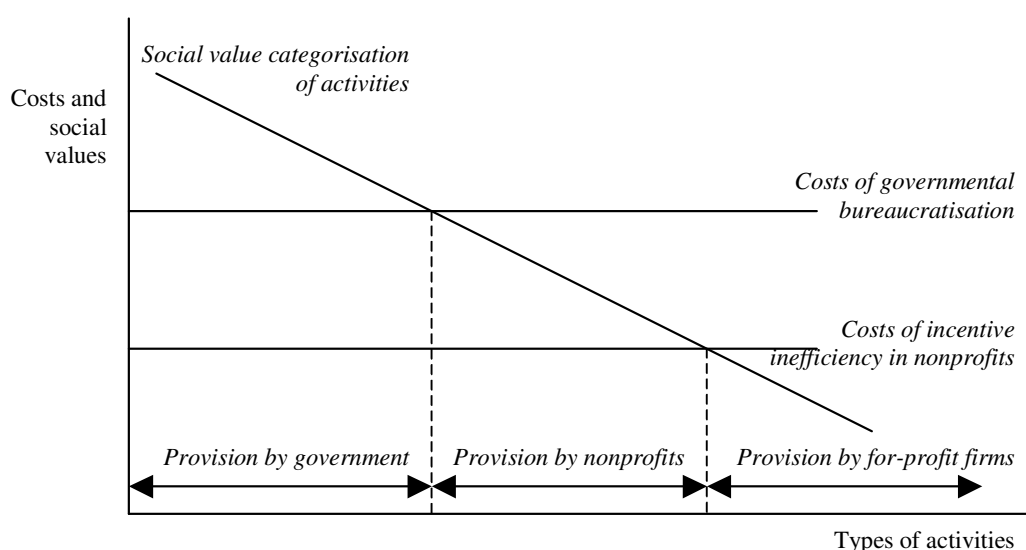 Social value categorisation
of activities
Costs and
social
values
Costs of governmental
bureaucratisation
Costs of incentive
inefficiency in nonprofits
Provision by government
Provision by nonprofits
Provision by for-profit firms
Types of activities